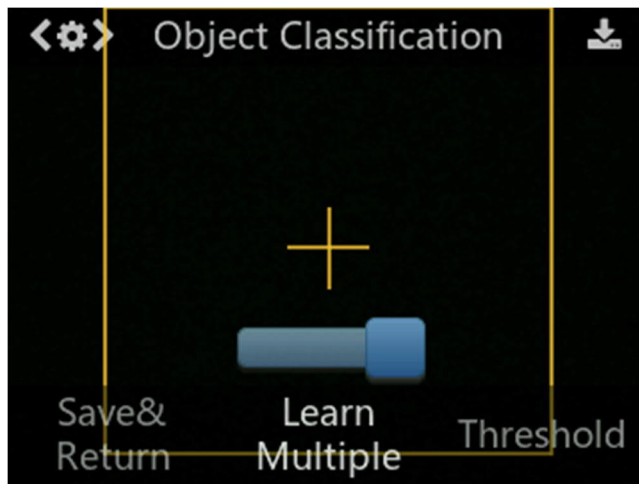 Object Classification
Save&
Return
Learn
Multiple
Threshold